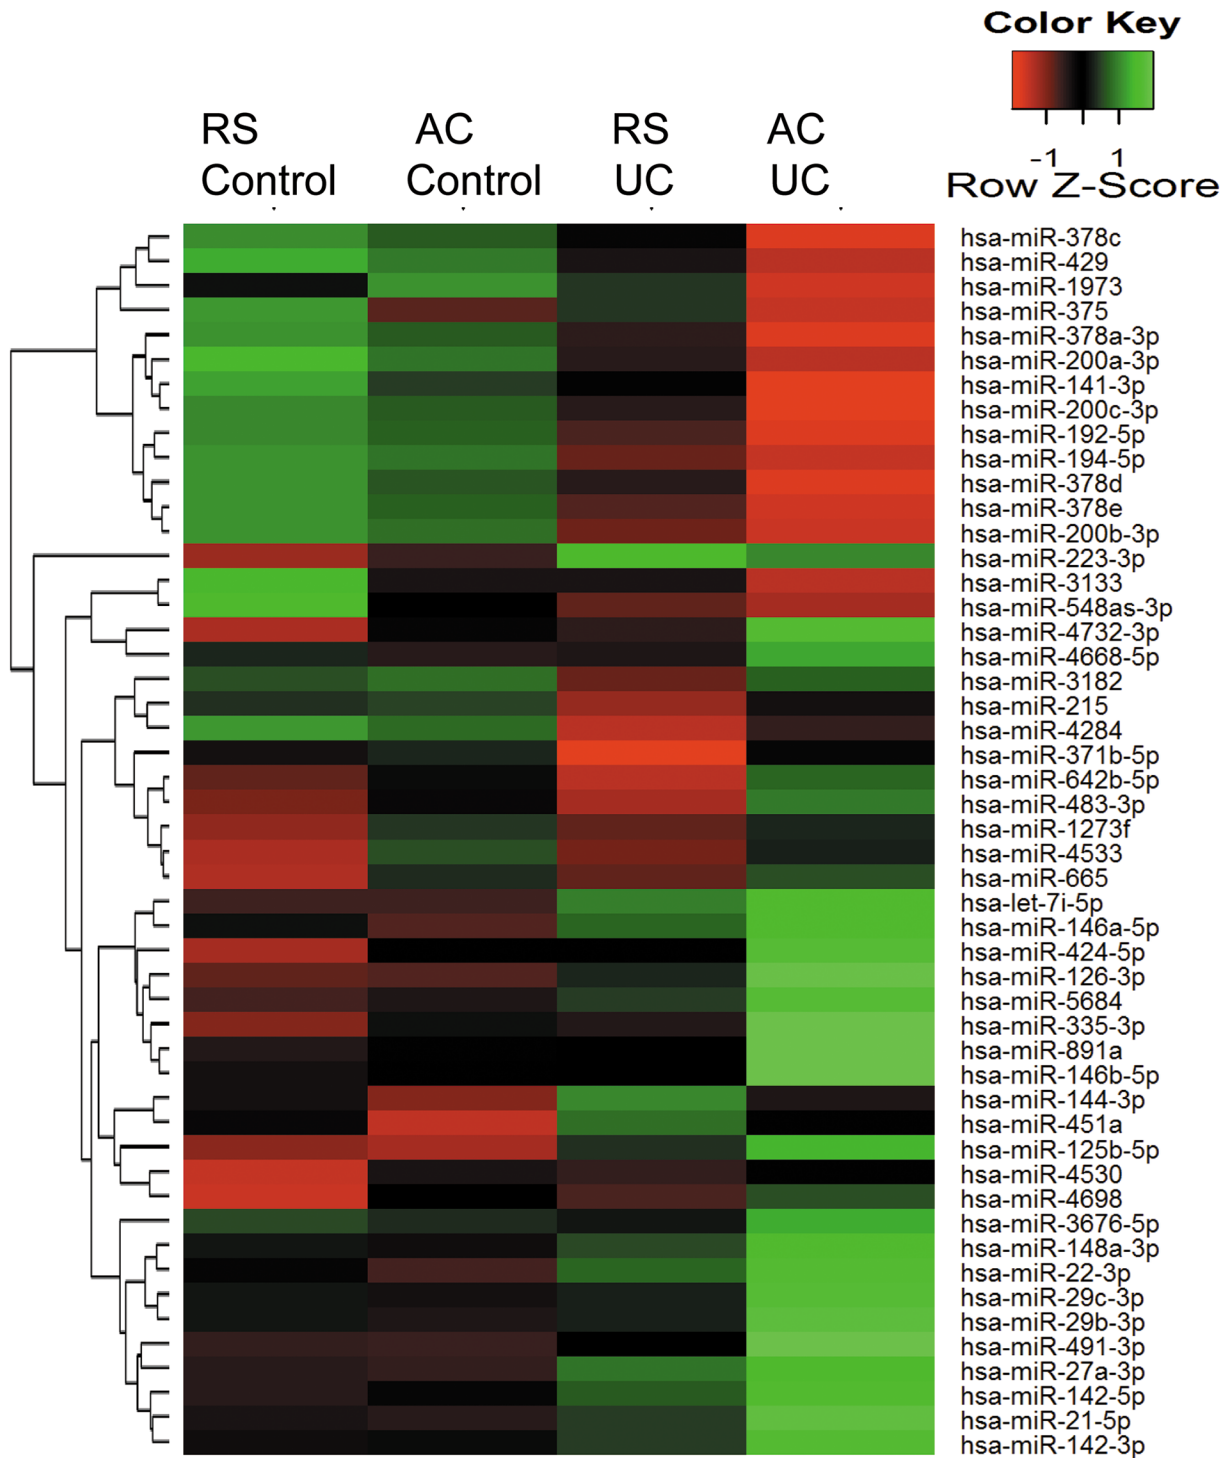 Color Key
-1 1
Row Z-Score
RS AC RS AC
Control Control UC UC
hsa-miR-378c
hsa-miR-429
hsa-miR-1973
hsa-miR-375
hsa-miR-378a-3p
hsa-miR-200a-3p
hsa-miR-141-3p
hsa-miR-200c-3p
hsa-miR-192-5p
hsa-miR-194-5p
hsa-miR-378d
hsa-miR-378e
hsa-miR-200b-3p
hsa-miR-223-3p
hsa-miR-3133
hsa-miR-548as-3p
hsa-miR-4732-3p
hsa-miR-4668-5p
hsa-miR-3182
hsa-miR-215
hsa-miR-4284
hsa-miR-371b-5p
hsa-miR-642b-5p
hsa-miR-483-3p
hsa-miR-1273f
hsa-miR-4533
hsa-miR-665
hsa-let-7i-5p
hsa-miR-146a-5p
hsa-miR-424-5p
hsa-miR-126-3p
hsa-miR-5684
hsa-miR-335-3p
hsa-miR-891a
hsa-miR-146b-5p
hsa-miR-144-3p
hsa-miR-451a
hsa-miR-125b-5p
hsa-miR-4530
hsa-miR-4698
hsa-miR-3676-5p
hsa-miR-148a-3p
hsa-miR-22-3p
hsa-miR-29c-3p
hsa-miR-29b-3p
hsa-miR-491-3p
hsa-miR-27a-3p
hsa-miR-142-5p
hsa-miR-21-5p
hsa-miR-142-3p